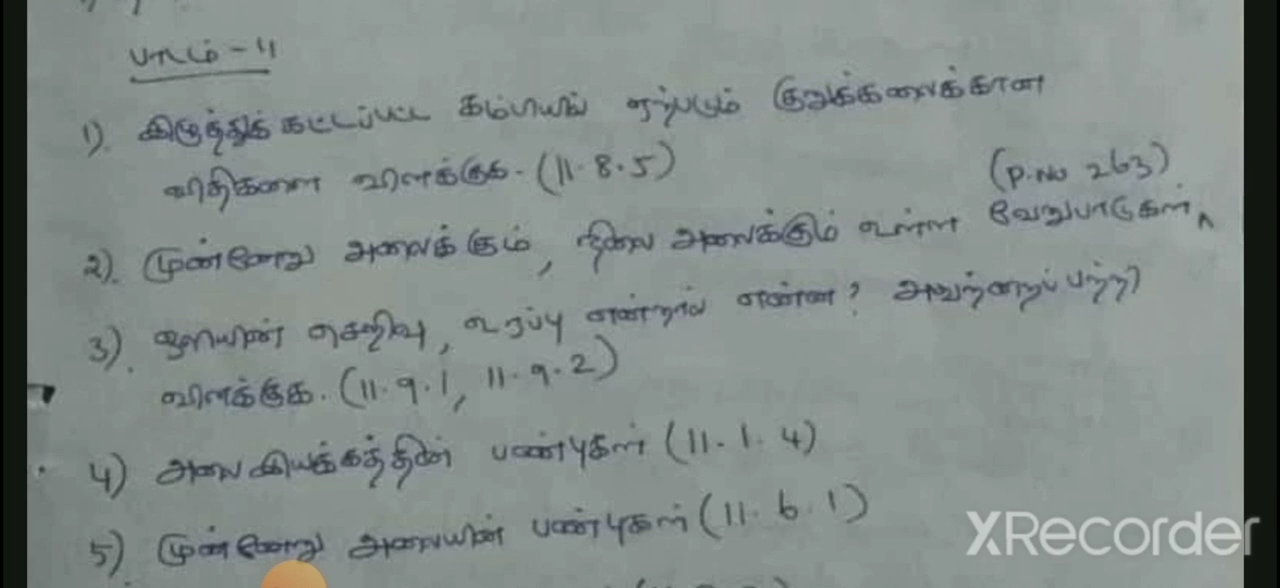 பாடம் - 11
1). இழுத்துக் கட்டப்பட்ட கம்பியில் ஏற்படும் குறுக்கலைக்கான
விதிகளை விளக்குக. (11.8.5)
(P.No 263)
2). முன்னேறு அலைக்கும், நிலை அலைக்கும் உள்ள வேறுபாடுகள் ^
3). ஒலியின் செறிவு, உரப்பு என்றால் என்ன? அவற்றைப் பற்றி
விளக்குக. (11.9.1, 11.9.2)
4) அலை இயக்கத்தின் பண்புகள் (11.1.4)
5) முன்னேறு அலையின் பண்புகள் (11.6.1)
XRecorder